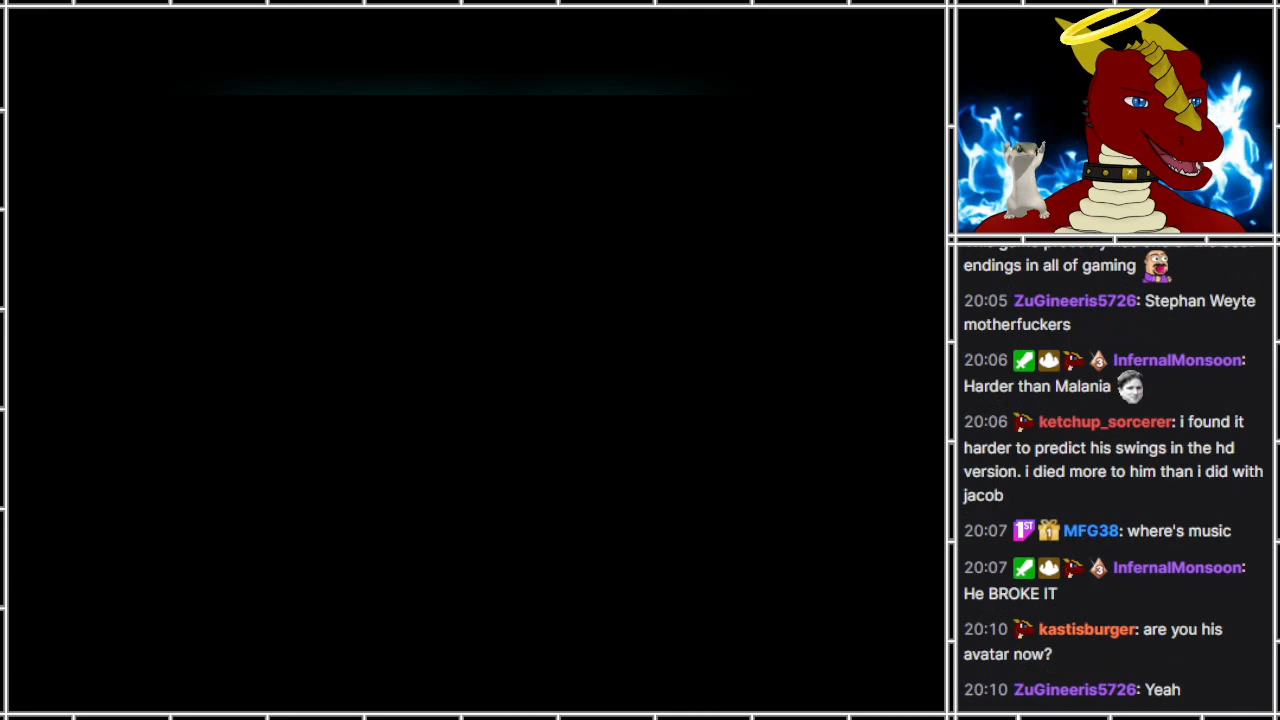 endings in all of gaming
20:05 ZuGineeris5726: Stephan Weyte
motherfuckers
20:06 InfernalMonsoon:
Harder than Malania
20:06 ketchup_sorcerer: i found it
harder to predict his swings in the hd
version. i died more to him than i did with
jacob
20:07 1ST 1 MFG38: where's music
20:07 3 InfernalMonsoon:
He BROKE IT
20:10 kastisburger: are you his
avatar now?
20:10 ZuGineeris5726: Yeah